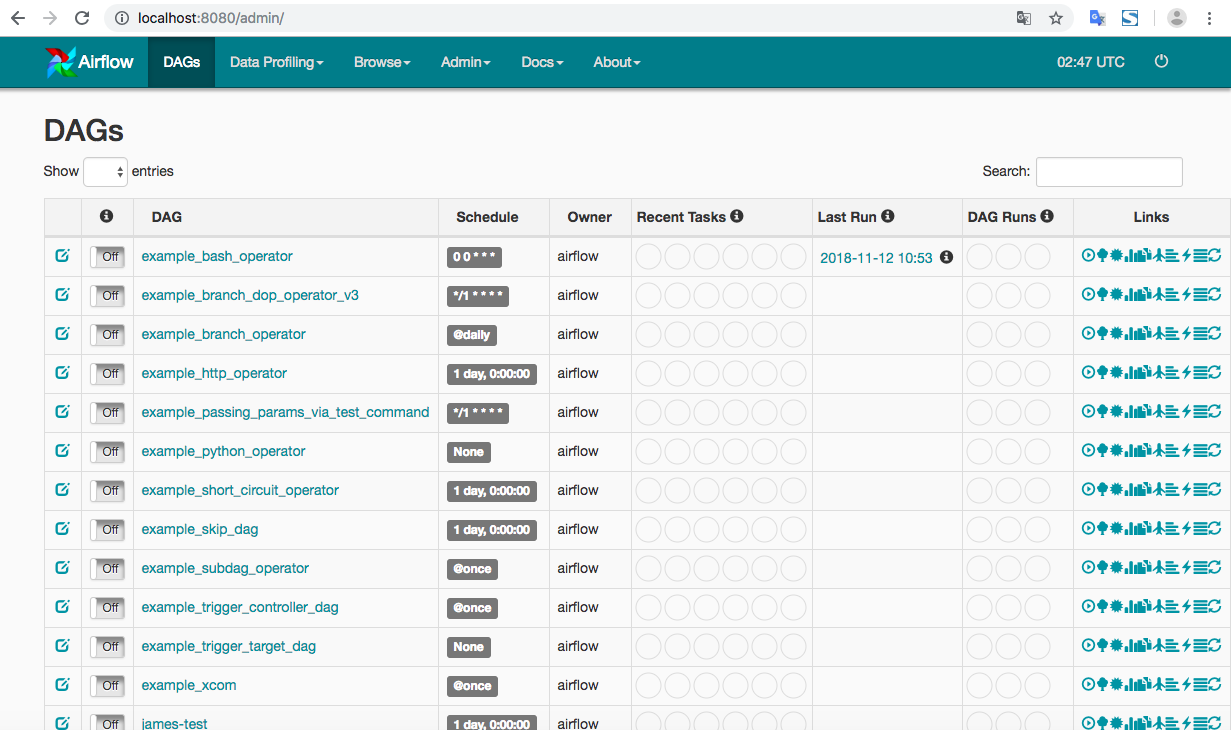 localhost:8080/admin/
Airflow DAGs Data Profiling Browse Admin Docs About 02:47 UTC
DAGs
Show entries Search:
DAG Schedule Owner Recent Tasks Last Run DAG Runs Links
Off example_bash_operator 0 0 * * * airflow 2018-11-12 10:53
Off example_branch_dop_operator_v3 */1 * * * * airflow
Off example_branch_operator @daily airflow
Off example_http_operator 1 day, 0:00:00 airflow
Off example_passing_params_via_test_command */1 * * * * airflow
Off example_python_operator None airflow
Off example_short_circuit_operator 1 day, 0:00:00 airflow
Off example_skip_dag 1 day, 0:00:00 airflow
Off example_subdag_operator @once airflow
Off example_trigger_controller_dag @once airflow
Off example_trigger_target_dag None airflow
Off example_xcom @once airflow
Off james-test 1 day, 0:00:00 airflow